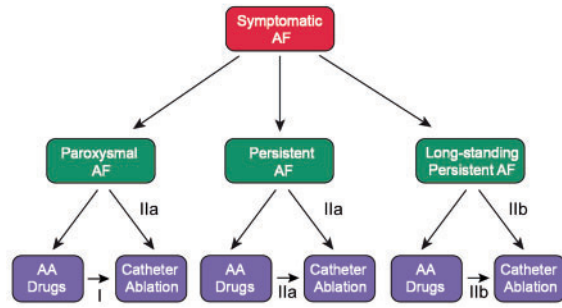 Symptomatic
AF
Paroxysmal
AF
Persistent
AF
Long-standing
Persistent AF
IIa
IIa
IIb
AA
Drugs
I
Catheter
Ablation
AA
Drugs
IIa
Catheter
Ablation
AA
Drugs
IIb
Catheter
Ablation